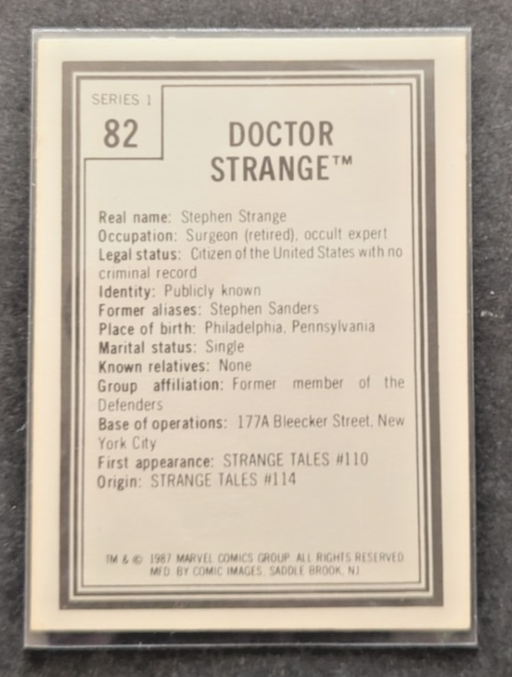 SERIES 1
82
DOCTOR
STRANGE™
Real name: Stephen Strange
Occupation: Surgeon (retired), occult expert
Legal status: Citizen of the United States with no
criminal record
Identity: Publicly known
Former aliases: Stephen Sanders
Place of birth: Philadelphia, Pennsylvania
Marital status: Single
Known relatives: None
Group affiliation: Former member of the
Defenders
Base of operations: 177A Bleecker Street, New
York City
First appearance: STRANGE TALES #110
Origin: STRANGE TALES #114
TM & © 1987 MARVEL COMICS GROUP. ALL RIGHTS RESERVED
MFD. BY COMIC IMAGES, SADDLE BROOK, NJ